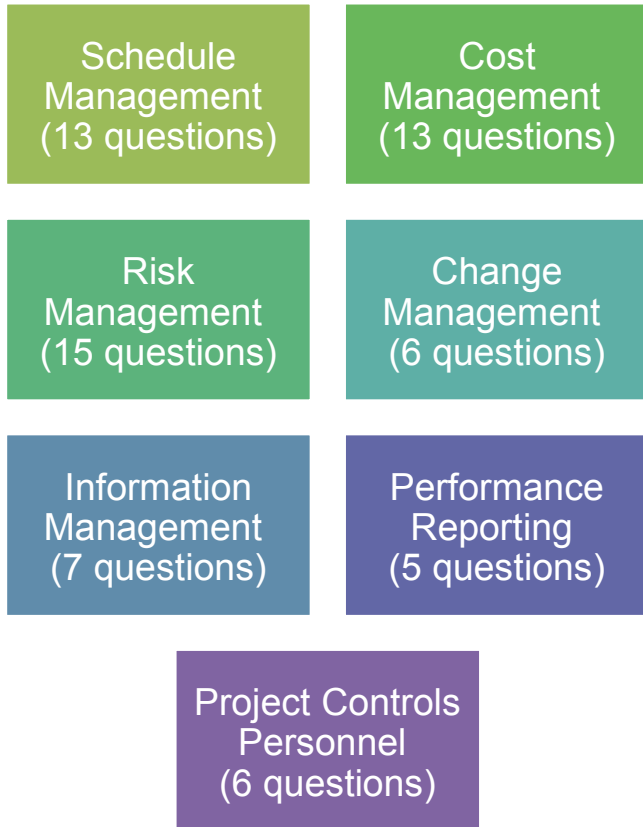 Schedule
Management
(13 questions)
Cost
Management
(13 questions)
Risk
Management
(15 questions)
Change
Management
(6 questions)
Information
Management
(7 questions)
Performance
Reporting
(5 questions)
Project Controls
Personnel
(6 questions)